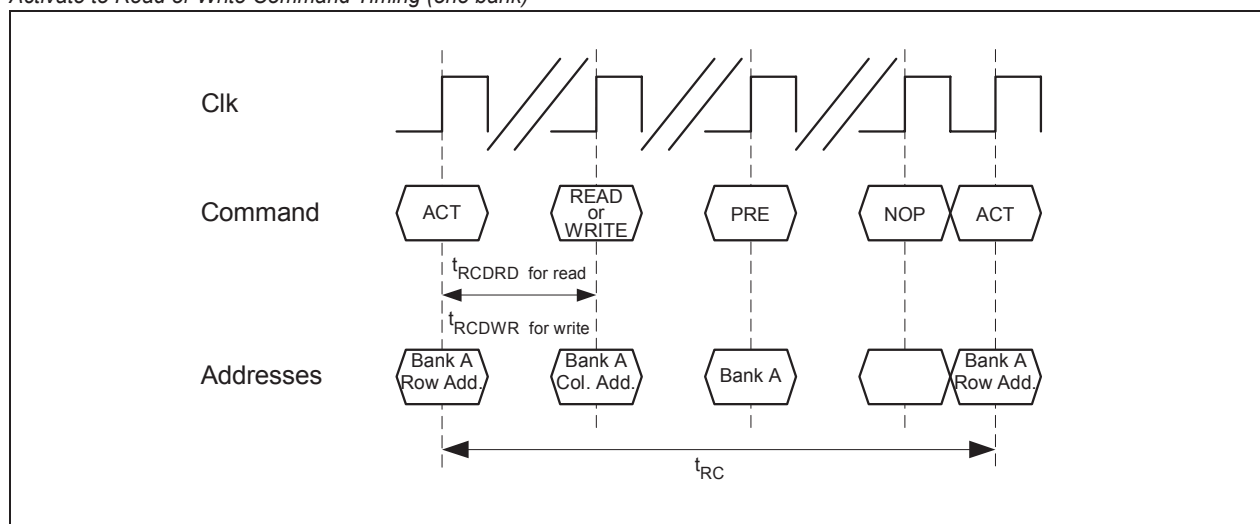 Activate to Read or Write Command Timing (one bank)
Clk
Command
ACT
READ
or
WRITE
PRE
NOP
ACT
tRCDRD for read
tRCDWR for write
Addresses
Bank A
Row Add.
Bank A
Col. Add.
Bank A
Bank A
Row Add.
tRC